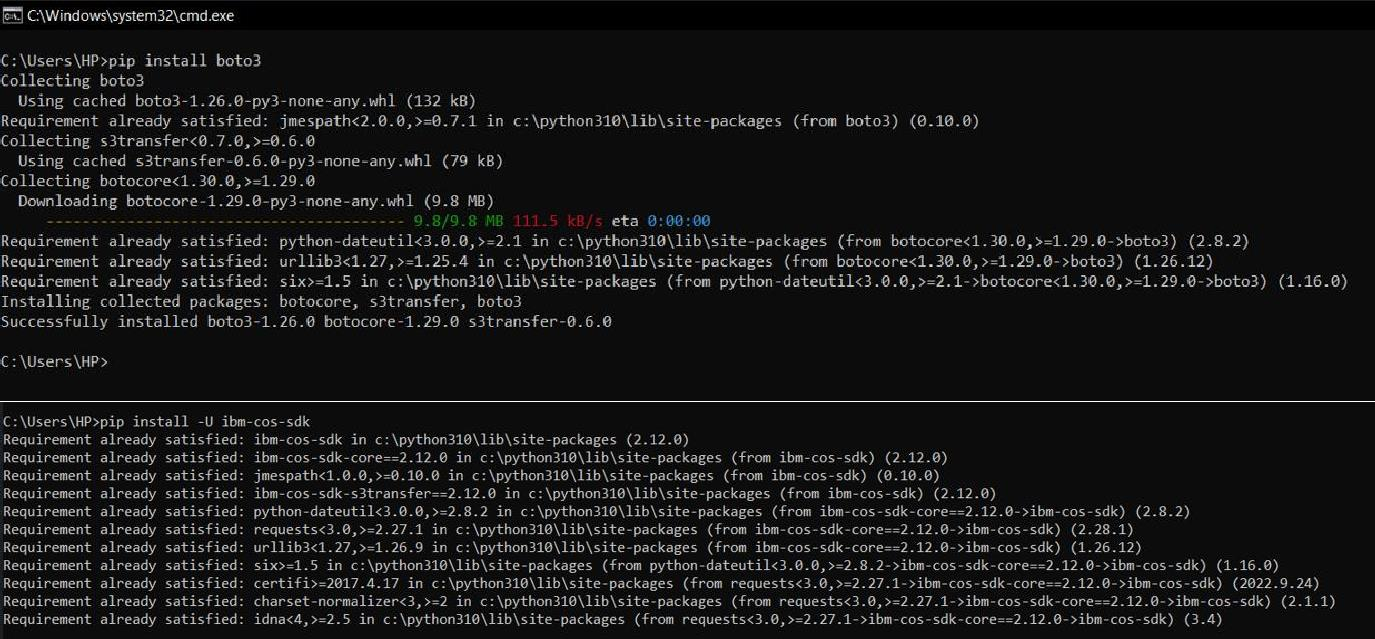 C:\Windows\system32\cmd.exe
C:\Users\HP>pip install boto3
Collecting boto3
  Using cached boto3-1.26.0-py3-none-any.whl (132 kB)
Requirement already satisfied: jmespath<2.0.0,>=0.7.1 in c:\python310\lib\site-packages (from boto3) (0.10.0)
Collecting s3transfer<0.7.0,>=0.6.0
  Using cached s3transfer-0.6.0-py3-none-any.whl (79 kB)
Collecting botocore<1.30.0,>=1.29.0
  Downloading botocore-1.29.0-py3-none-any.whl (9.8 MB)
     ---------------------------------------- 9.8/9.8 MB 111.5 kB/s eta 0:00:00
Requirement already satisfied: python-dateutil<3.0.0,>=2.1 in c:\python310\lib\site-packages (from botocore<1.30.0,>=1.29.0->boto3) (2.8.2)
Requirement already satisfied: urllib3<1.27,>=1.25.4 in c:\python310\lib\site-packages (from botocore<1.30.0,>=1.29.0->boto3) (1.26.12)
Requirement already satisfied: six>=1.5 in c:\python310\lib\site-packages (from python-dateutil<3.0.0,>=2.1->botocore<1.30.0,>=1.29.0->boto3) (1.16.0)
Installing collected packages: botocore, s3transfer, boto3
Successfully installed boto3-1.26.0 botocore-1.29.0 s3transfer-0.6.0
C:\Users\HP>
C:\Users\HP>pip install -U ibm-cos-sdk
Requirement already satisfied: ibm-cos-sdk in c:\python310\lib\site-packages (2.12.0)
Requirement already satisfied: ibm-cos-sdk-core==2.12.0 in c:\python310\lib\site-packages (from ibm-cos-sdk) (2.12.0)
Requirement already satisfied: jmespath<1.0.0,>=0.10.0 in c:\python310\lib\site-packages (from ibm-cos-sdk) (0.10.0)
Requirement already satisfied: ibm-cos-sdk-s3transfer==2.12.0 in c:\python310\lib\site-packages (from ibm-cos-sdk) (2.12.0)
Requirement already satisfied: python-dateutil<3.0.0,>=2.8.2 in c:\python310\lib\site-packages (from ibm-cos-sdk-core==2.12.0->ibm-cos-sdk) (2.8.2)
Requirement already satisfied: requests<3.0,>=2.27.1 in c:\python310\lib\site-packages (from ibm-cos-sdk-core==2.12.0->ibm-cos-sdk) (2.28.1)
Requirement already satisfied: urllib3<1.27,>=1.26.9 in c:\python310\lib\site-packages (from ibm-cos-sdk-core==2.12.0->ibm-cos-sdk) (1.26.12)
Requirement already satisfied: six>=1.5 in c:\python310\lib\site-packages (from python-dateutil<3.0.0,>=2.8.2->ibm-cos-sdk-core==2.12.0->ibm-cos-sdk) (1.16.0)
Requirement already satisfied: certifi>=2017.4.17 in c:\python310\lib\site-packages (from requests<3.0,>=2.27.1->ibm-cos-sdk-core==2.12.0->ibm-cos-sdk) (2022.9.24)
Requirement already satisfied: charset-normalizer<3,>=2 in c:\python310\lib\site-packages (from requests<3.0,>=2.27.1->ibm-cos-sdk-core==2.12.0->ibm-cos-sdk) (2.1.1)
Requirement already satisfied: idna<4,>=2.5 in c:\python310\lib\site-packages (from requests<3.0,>=2.27.1->ibm-cos-sdk-core==2.12.0->ibm-cos-sdk) (3.4)